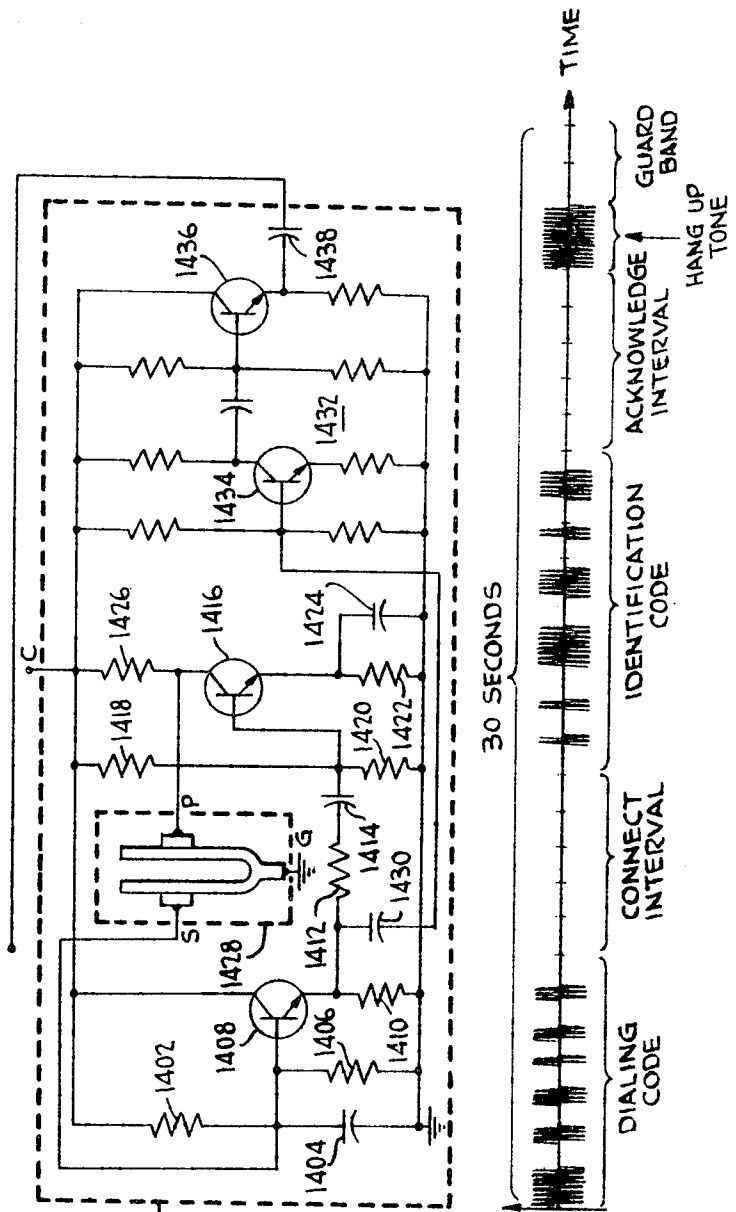 C
1436
1426
1418
1416
1438
P
1434
1432
S
G
1402
1408
1428
1424
1420
1422
1414
1430
1412
1406
1410
1404
30 SECONDS
TIME
DIALING
CODE
CONNECT
INTERVAL
IDENTIFICATION
CODE
ACKNOWLEDGE
INTERVAL
HANG UP
TONE
GUARD
BAND